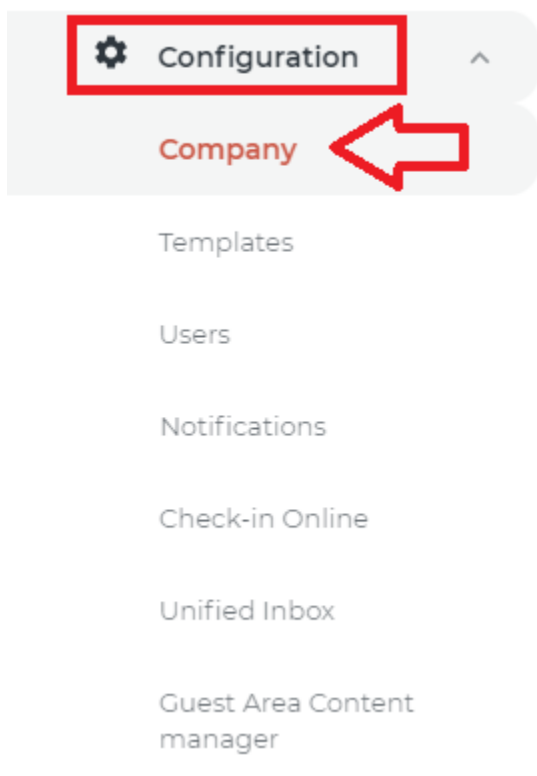 Configuration
Company
Templates
Users
Notifications
Check-in Online
Unified Inbox
Guest Area Content
manager